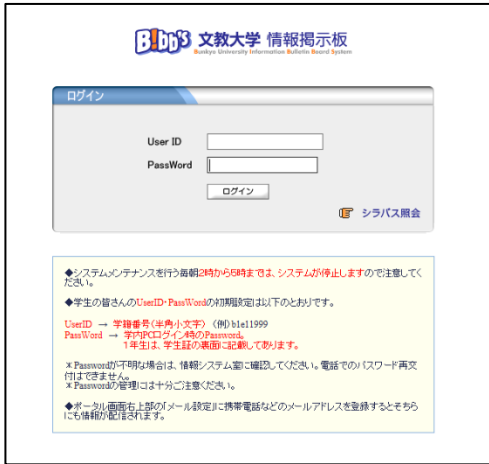 B!bb's 文教大学 情報掲示板
Bunkyo University Information Bulletin Board System
ログイン
User ID
PassWord
ログイン
シラバス照会
◆システムメンテナンスを行う毎朝2時から5時までは、システムが停止しますので注意してく
ださい。
◆学生の皆さんのUserID・PassWordの初期設定は以下のとおりです。
UserID → 学籍番号(半角小文字) (例)b1e11999
PassWord → 学内PCログイン時のPassword。
1年生は、学生証の裏面に記載してあります。
※Passwordが不明な場合は、情報システム室に確認してください。電話でのパスワード再交
付はできません。
※Passwordの管理には十分ご注意ください。
◆ポータル画面右上部の「メール設定」に携帯電話などのメールアドレスを登録するとそちら
にも情報が配信されます。